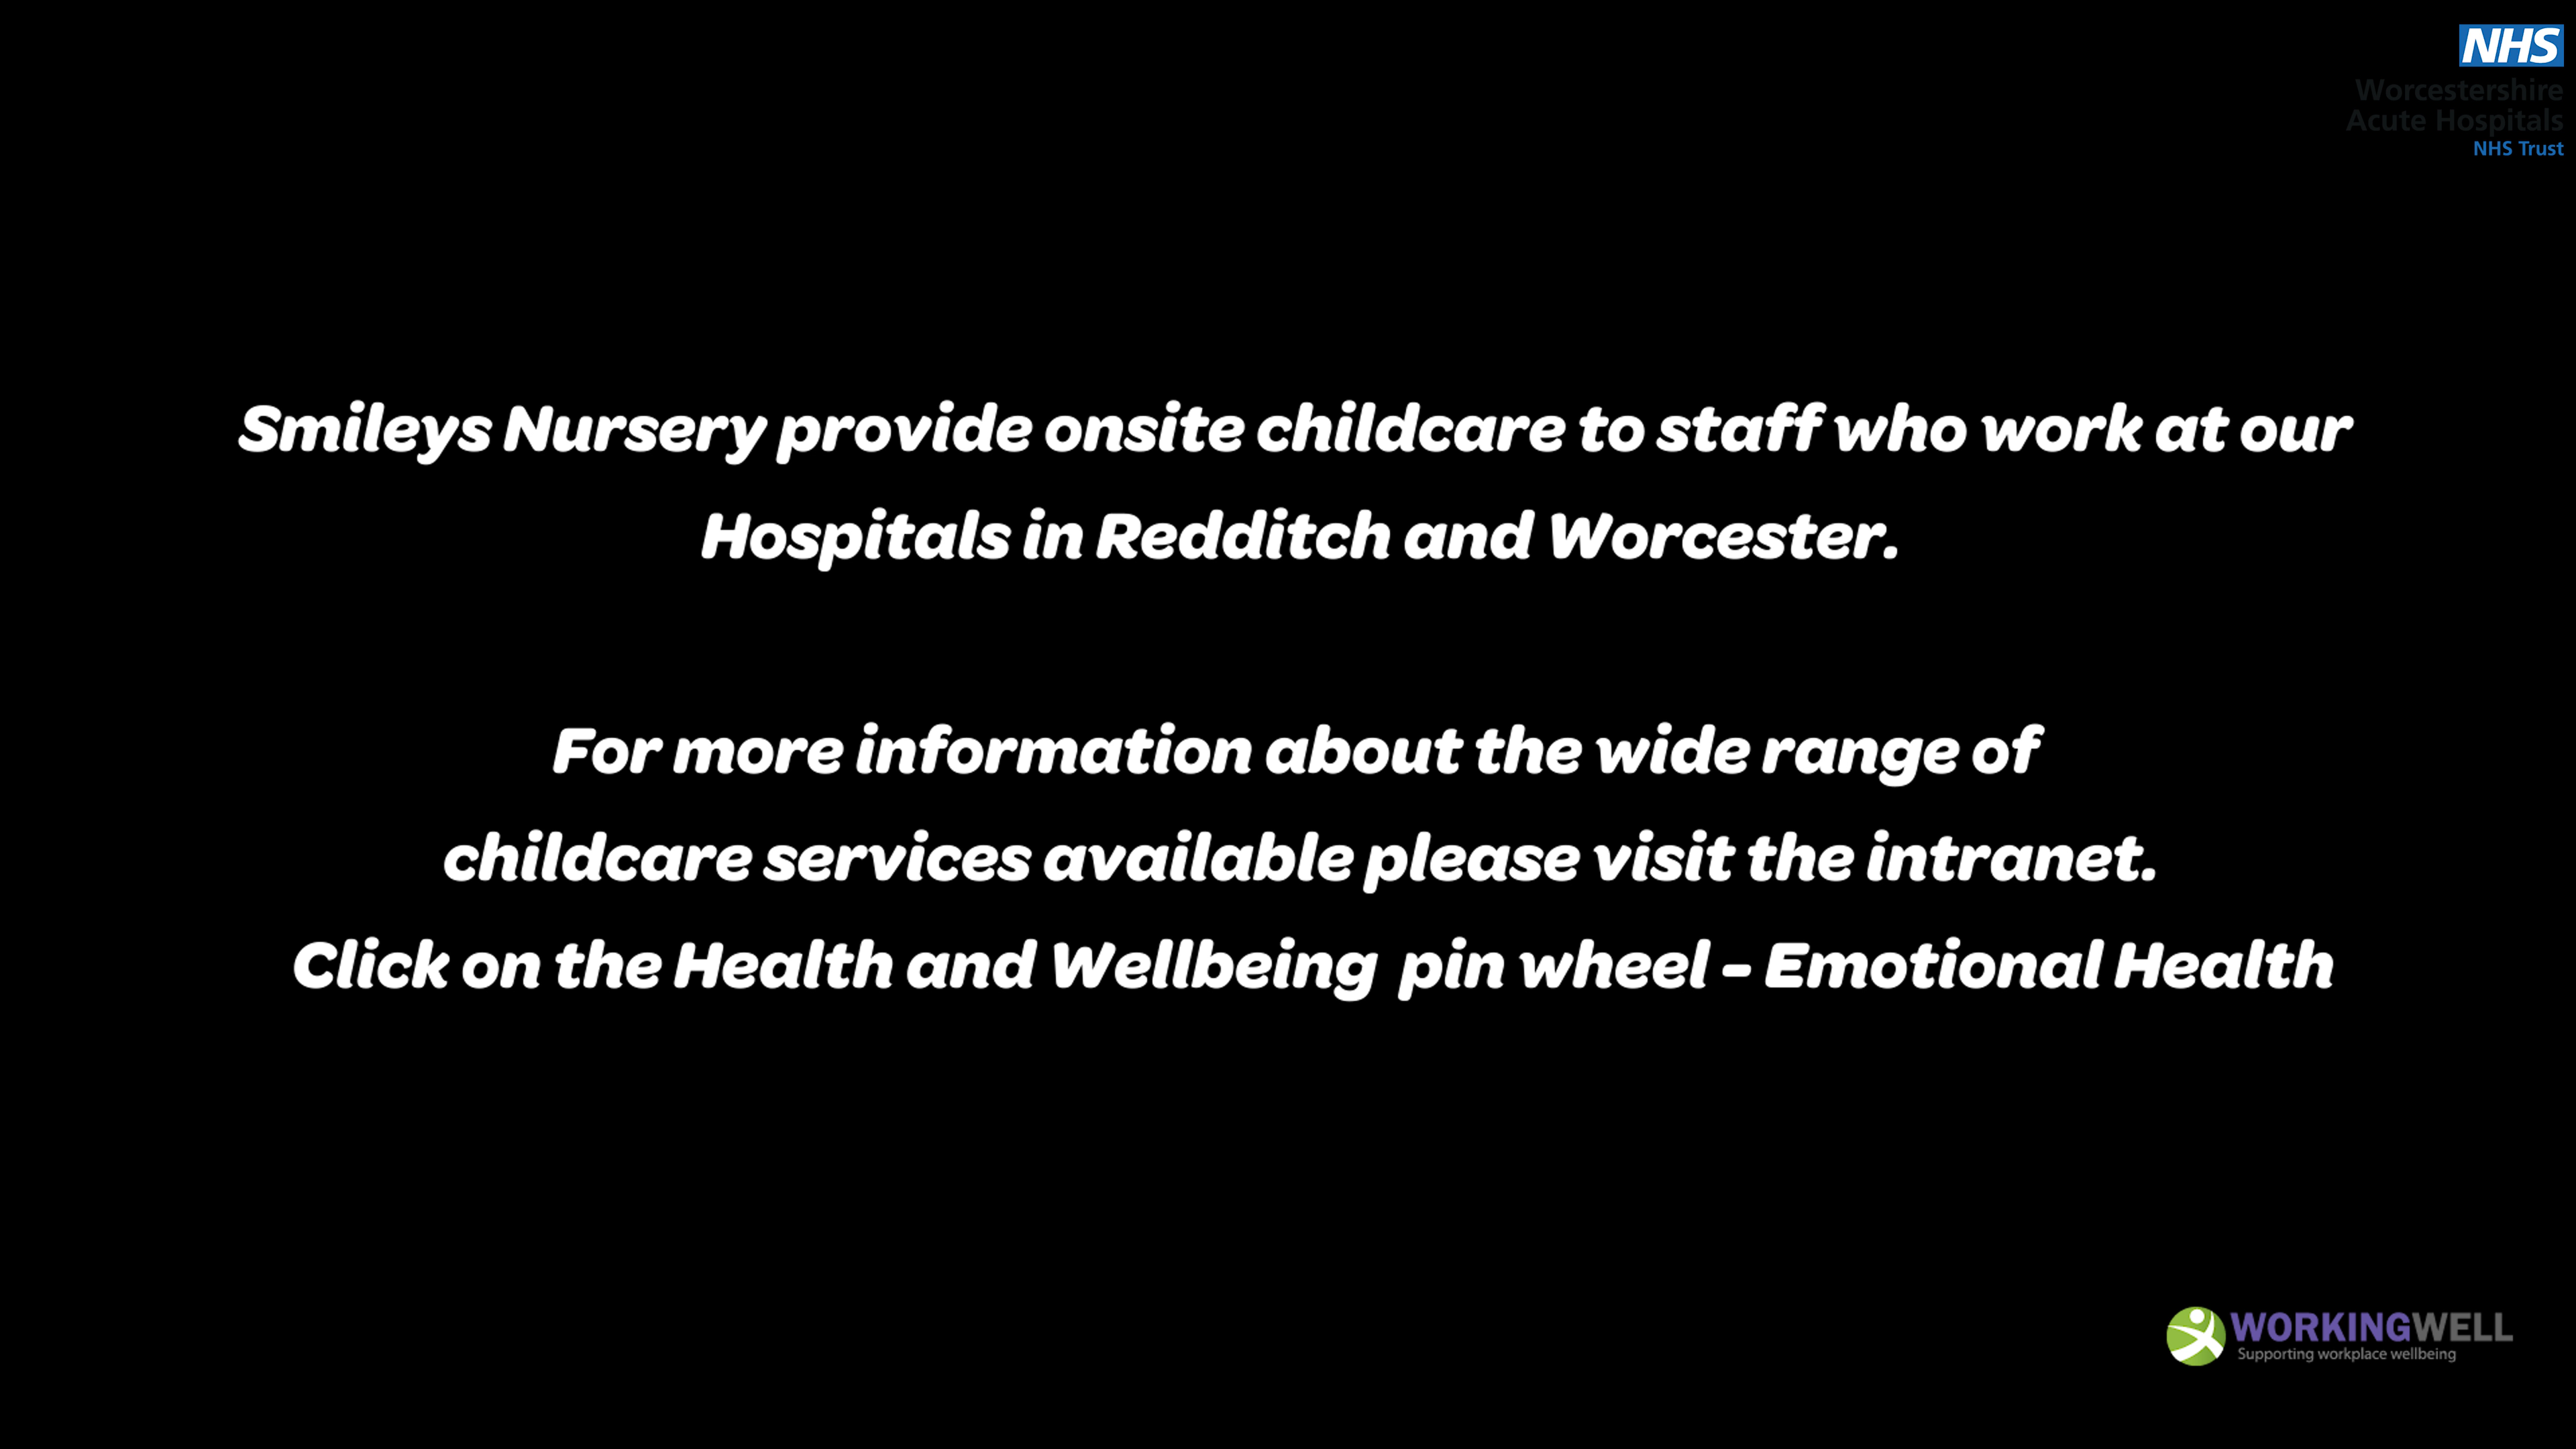 NHS
Worcestershire
Acute Hospitals
NHS Trust
Smileys Nursery provide onsite childcare to staff who work at our
Hospitals in Redditch and Worcester.
For more information about the wide range of
childcare services available please visit the intranet.
Click on the Health and Wellbeing pin wheel - Emotional Health
WORKINGWELL
Supporting workplace wellbeing